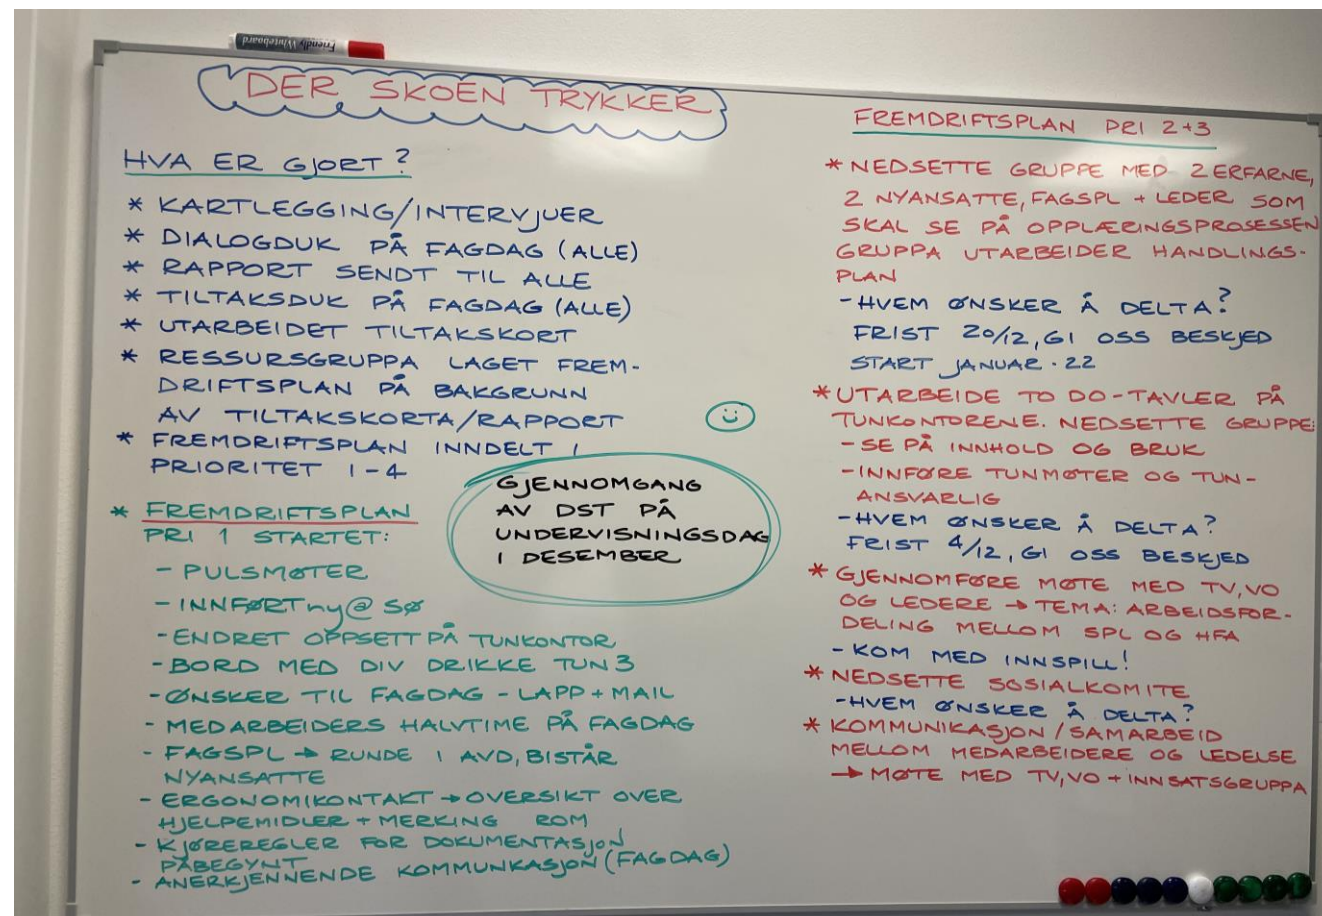 Friendly Whiteboard
DER SKOEN TRYKKER
HVA ER GJORT?
* KARTLEGGING/INTERVJUER
* DIALOGDUK PÅ FAGDAG (ALLE)
* RAPPORT SENDT TIL ALLE
* TILTAKSDUK PÅ FAGDAG (ALLE)
* UTARBEIDET TILTAKSKORT
* RESSURSGRUPPA LAGET FREM-
DRIFTSPLAN PÅ BAKGRUNN
AV TILTAKSKORTA/RAPPORT
* FREMDRIFTSPLAN INNDELT I
PRIORITET 1-4
* FREMDRIFTSPLAN
PRI 1 STARTET:
- PULSMØTER
- INNFØRT ny@ SØ
- ENDRET OPPSETT PÅ TUNKONTOR
- BORD MED DIV DRIKKE TUN 3
- ØNSKER TIL FAGDAG - LAPP + MAIL
- MEDARBEIDERS HALVTIME PÅ FAGDAG
- FAGSPL → RUNDE I AVD, BISTÅR
NYANSATTE
- ERGONOMIKONTAKT → OVERSIKT OVER
HJELPEMIDLER + MERKING ROM
- KJØREREGLER FOR DOKUMENTASJON
PÅBEGYNT
- ANERKJENNENDE KOMMUNKASJON (FAGDAG)
GJENNOMGANG
AV DST PÅ
UNDERVISNINGSDAG
I DESEMBER
FREMDRIFTSPLAN PRI 2+3
* NEDSETTE GRUPPE MED 2 ERFARNE,
2 NYANSATTE, FAGSPL + LEDER SOM
SKAL SE PÅ OPPLÆRINGSPROSESSEN
GRUPPA UTARBEIDER HANDLINGS-
PLAN
- HVEM ØNSKER Å DELTA?
FRIST 20/12, GI OSS BESKJED
START JANUAR · 22
* UTARBEIDE TO DO-TAVLER PÅ
TUNKONTORENE. NEDSETTE GRUPPE:
- SE PÅ INNHOLD OG BRUK
- INNFØRE TUNMØTER OG TUN-
ANSVARLIG
- HVEM ØNSKER Å DELTA?
FRIST 4/12, GI OSS BESKJED
* GJENNOMFØRE MØTE MED TV, VO
OG LEDERE → TEMA: ARBEIDSFOR-
DELING MELLOM SPL OG HFA
- KOM MED INNSPILL!
* NEDSETTE SOSIALKOMITE
- HVEM ØNSKER Å DELTA?
* KOMMUNIKASJON / SAMARBEID
MELLOM MEDARBEIDERE OG LEDELSE
→ MØTE MED TV, VO + INNSATSGRUPPA